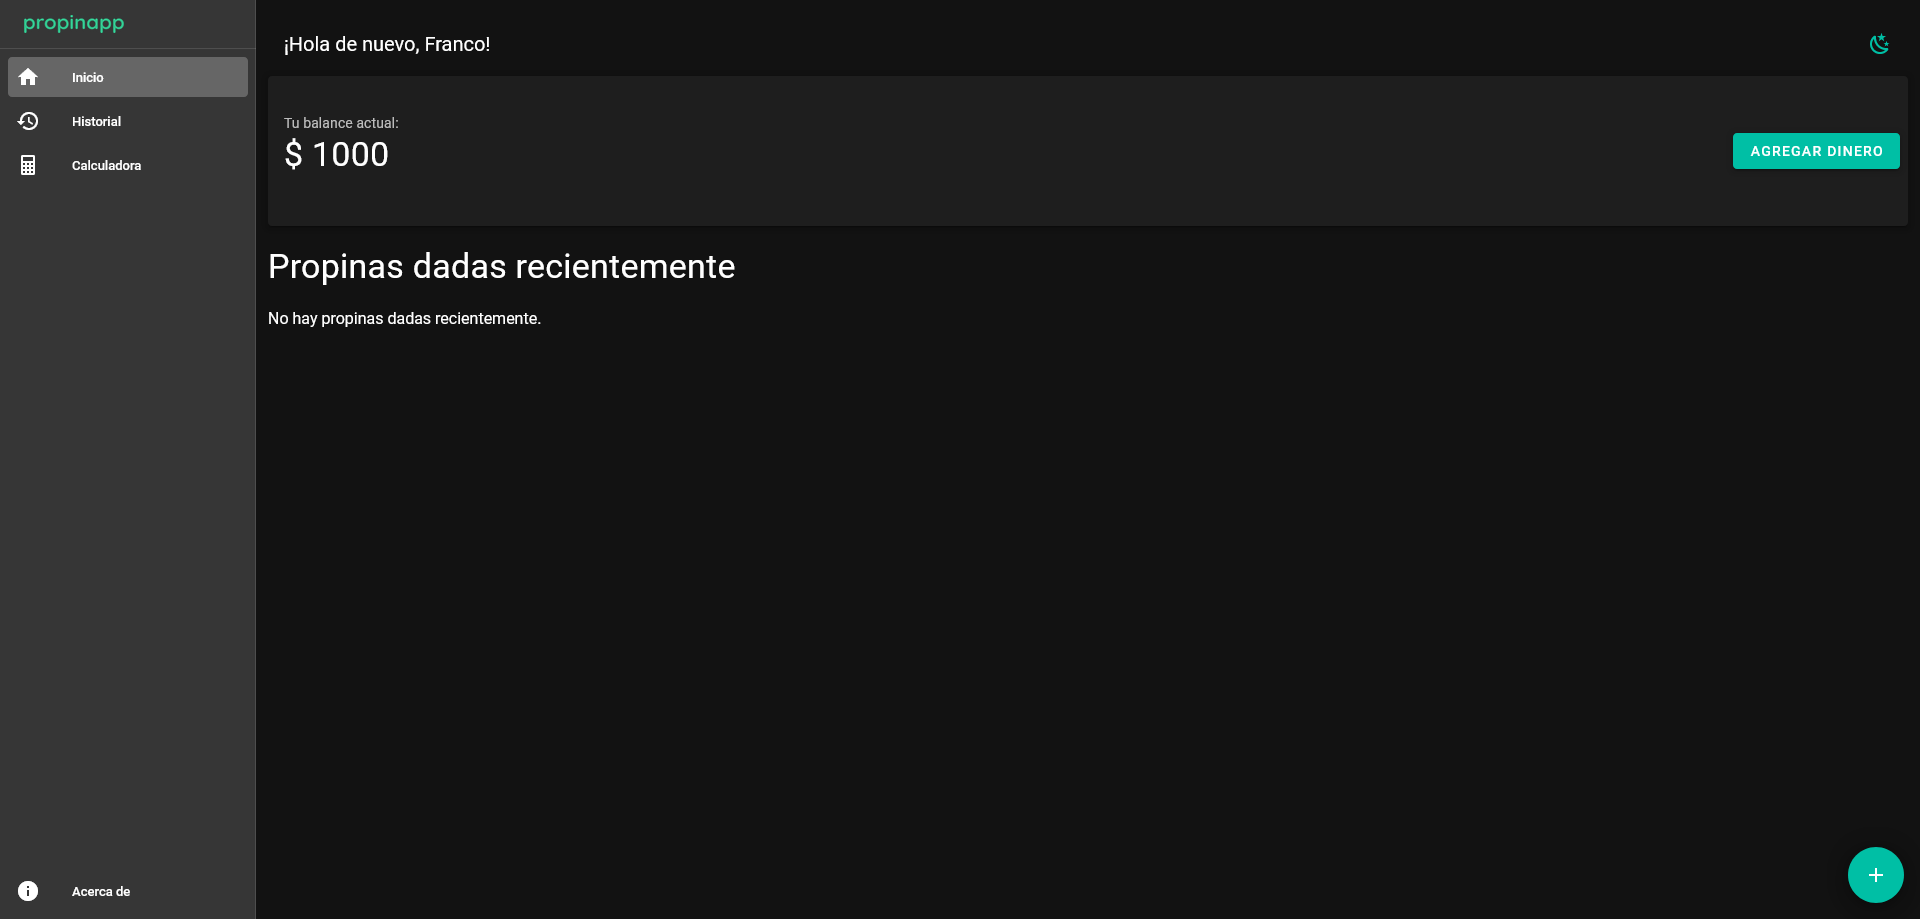 propinapp
Inicio
Historial
Calculadora
Acerca de
¡Hola de nuevo, Franco!
Tu balance actual:
$ 1000
AGREGAR DINERO
Propinas dadas recientemente
No hay propinas dadas recientemente.